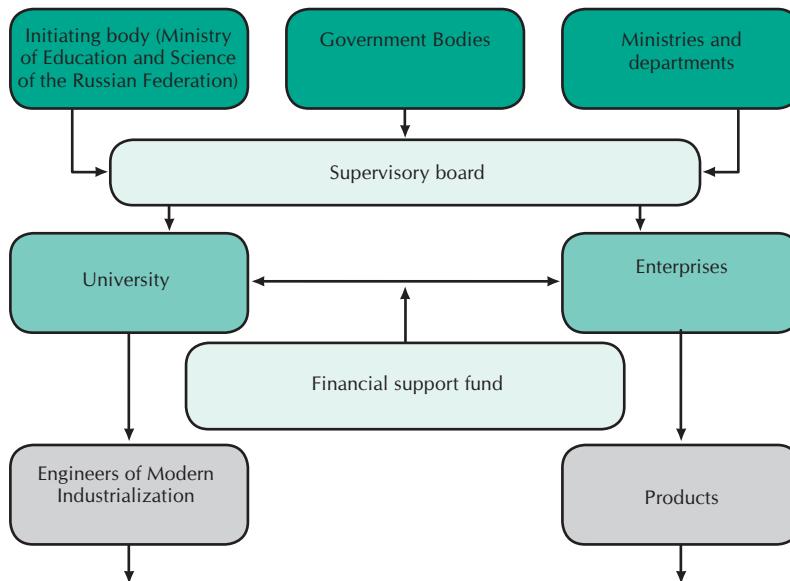 Initiating body (Ministry
of Education and Science
of the Russian Federation)
Government Bodies
Ministries and
departments
Supervisory board
University
Enterprises
Financial support fund
Engineers of Modern
Industrialization
Products